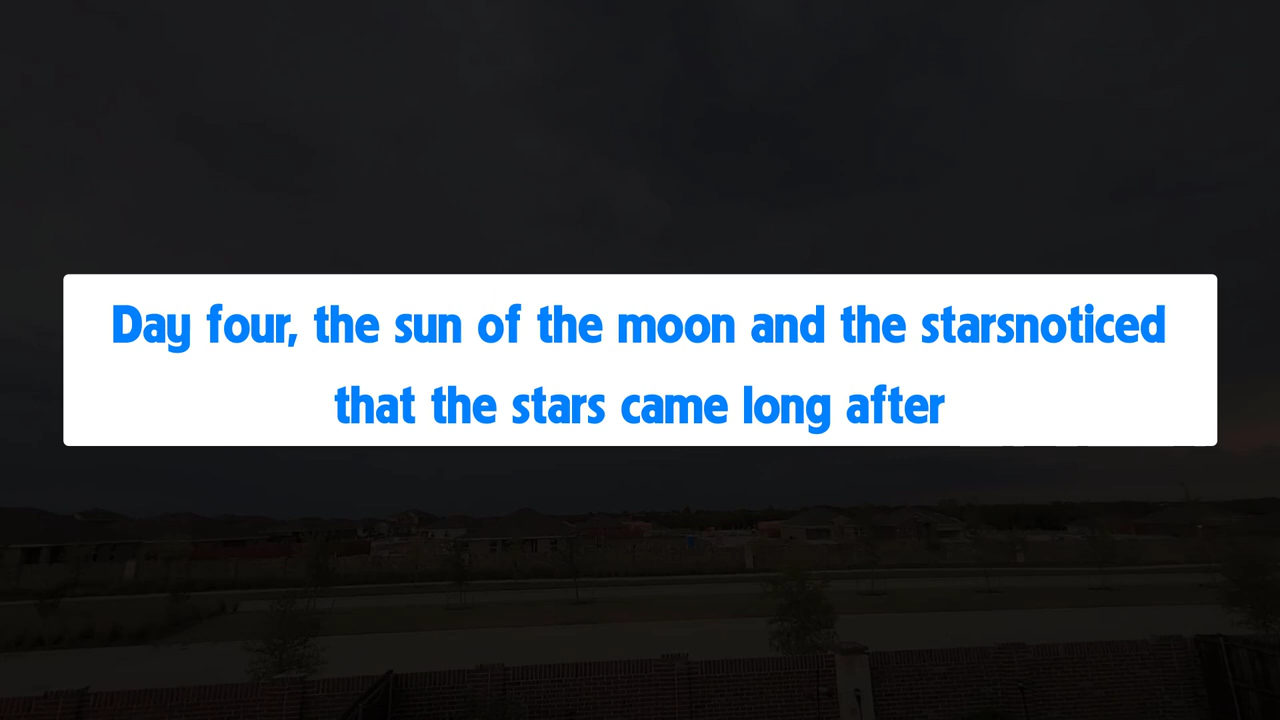 Day four, the sun of the moon and the starsnoticed
that the stars came long after